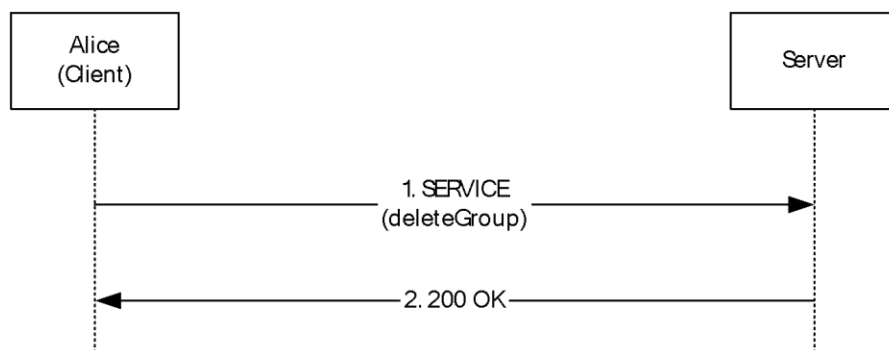 Alice
(Client)
Server
1. SERVICE
(deleteGroup)
2. 200 OK